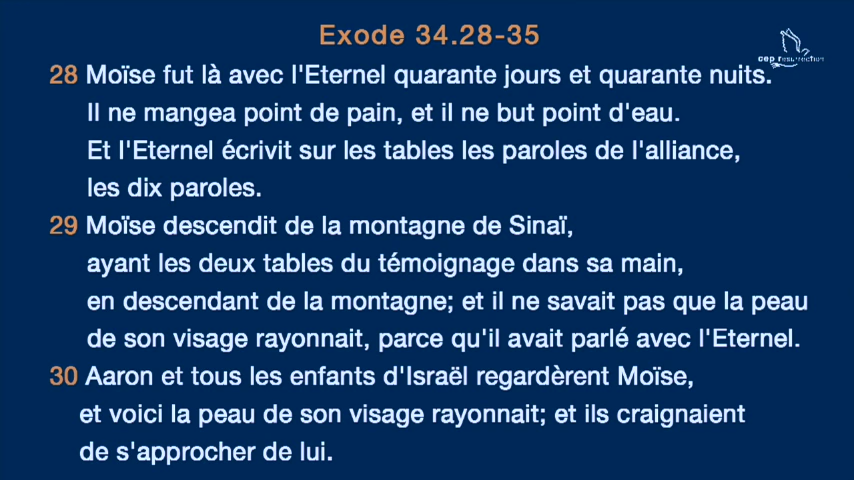 Exode 34.28-35
cep résurrection
28 Moïse fut là avec l'Eternel quarante jours et quarante nuits.
Il ne mangea point de pain, et il ne but point d'eau.
Et l'Eternel écrivit sur les tables les paroles de l'alliance,
les dix paroles.
29 Moïse descendit de la montagne de Sinaï,
ayant les deux tables du témoignage dans sa main,
en descendant de la montagne; et il ne savait pas que la peau
de son visage rayonnait, parce qu'il avait parlé avec l'Eternel.
30 Aaron et tous les enfants d'Israël regardèrent Moïse,
et voici la peau de son visage rayonnait; et ils craignaient
de s'approcher de lui.